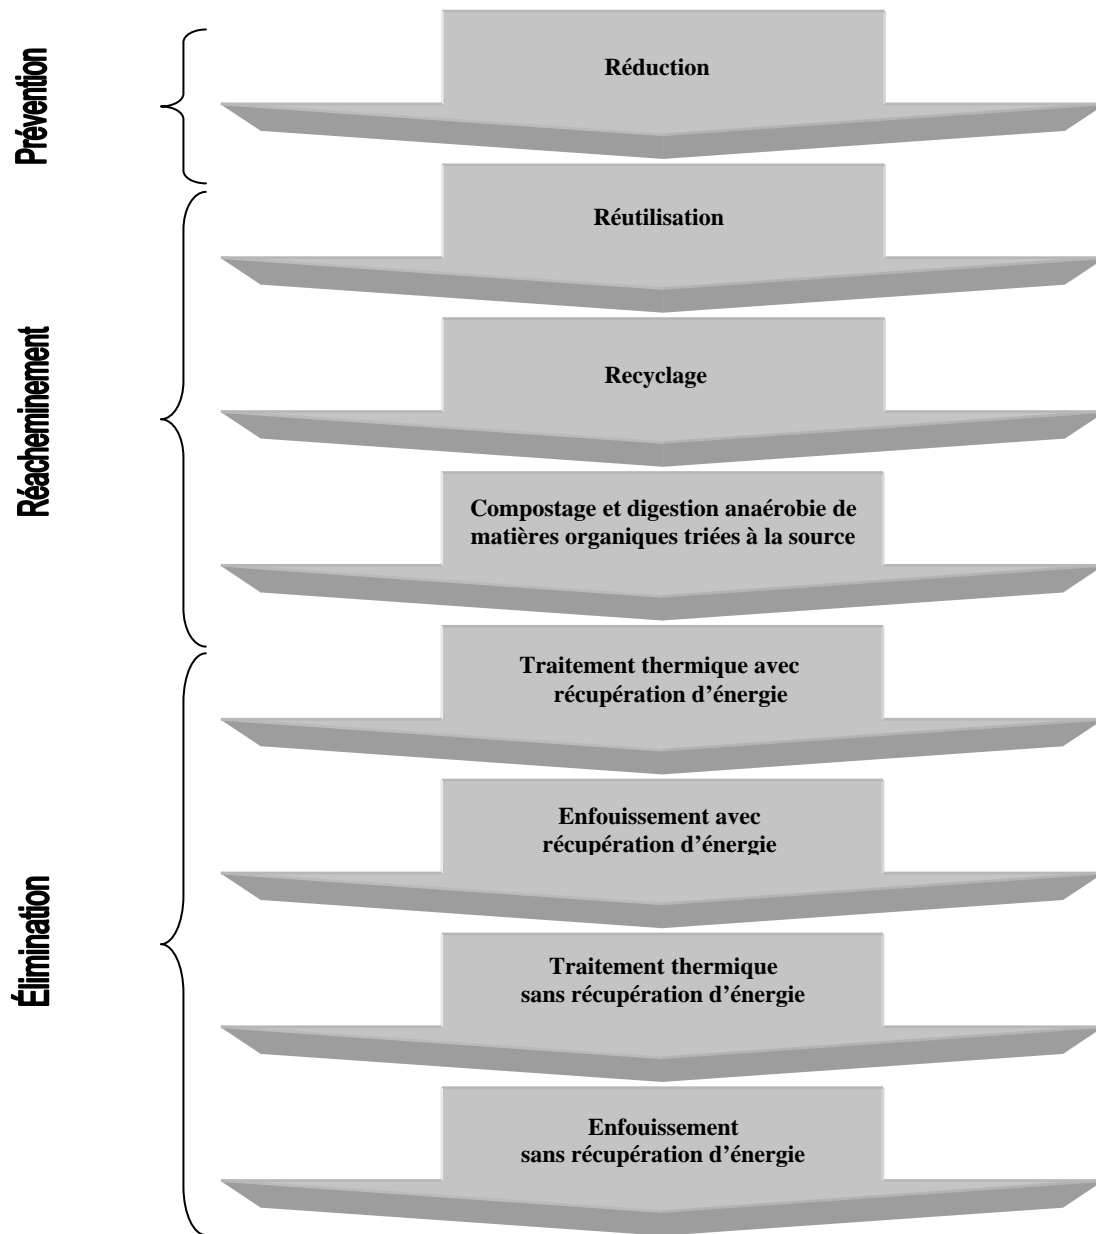 Prévention
Réduction
Réacheminement
Réutilisation
Recyclage
Compostage et digestion anaérobie de
matières organiques triées à la source
Élimination
Traitement thermique avec
récupération d’énergie
Enfouissement avec
récupération d’énergie
Traitement thermique
sans récupération d’énergie
Enfouissement
sans récupération d’énergie